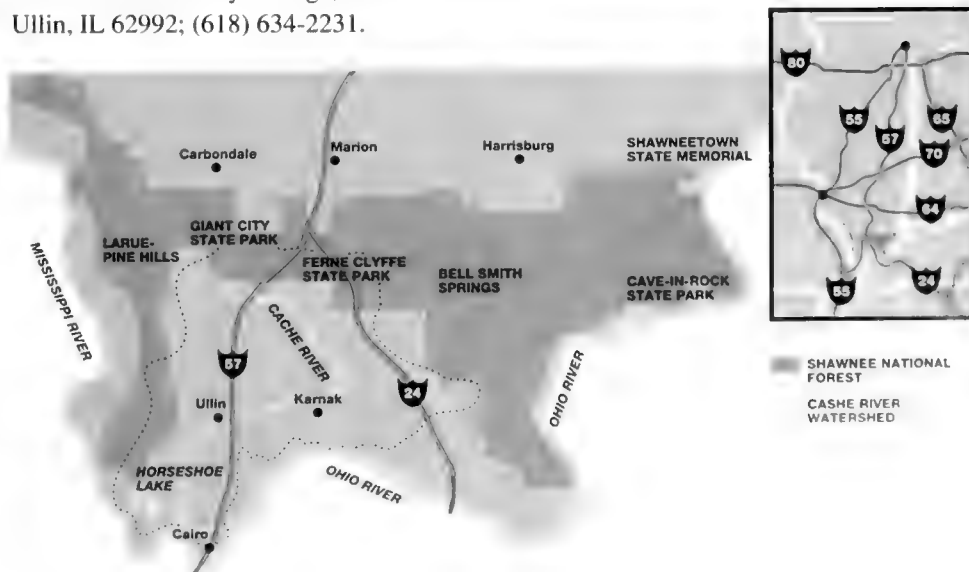 Ullin, IL 62992; (618) 634-2231.
Carbondale
Marion
Harrisburg
SHAWNEETOWN
STATE MEMORIAL
MISSISSIPPI RIVER
LARUE-
PINE HILLS
GIANT CITY
STATE PARK
FERNE CLYFFE
STATE PARK
BELL SMITH
SPRINGS
CAVE-IN-ROCK
STATE PARK
CACHE RIVER
57
24
Ullin
Karnak
OHIO RIVER
HORSESHOE
LAKE
OHIO RIVER
Cairo
80
55
57
65
70
64
55
24
SHAWNEE NATIONAL
FOREST
CASHE RIVER
WATERSHED